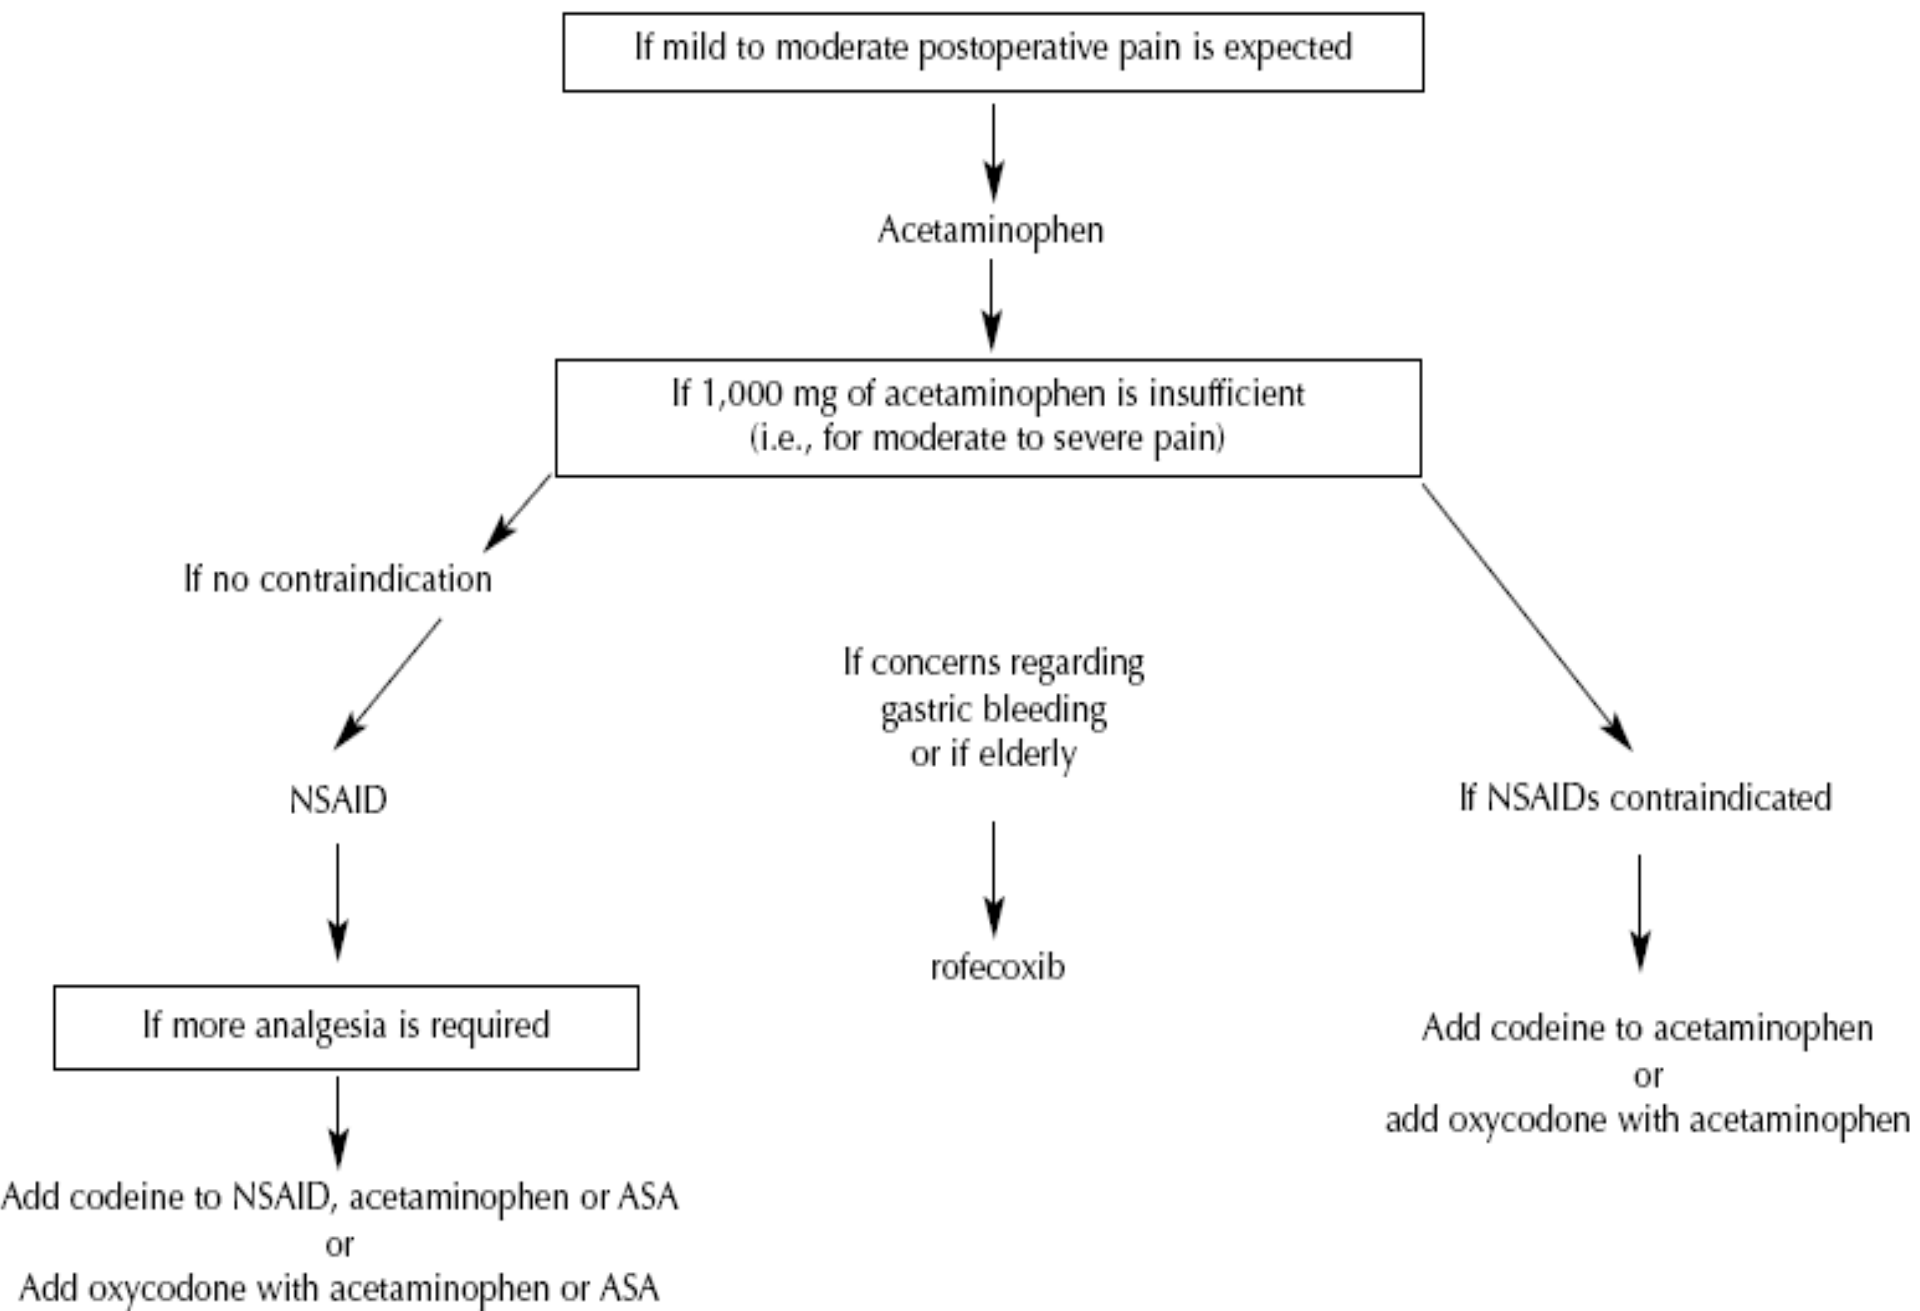 If mild to moderate postoperative pain is expected
Acetaminophen
If 1,000 mg of acetaminophen is insufficient
(i.e., for moderate to severe pain)
If no contraindication
NSAID
If more analgesia is required
Add codeine to NSAID, acetaminophen or ASA
or
Add oxycodone with acetaminophen or ASA
If concerns regarding
gastric bleeding
or if elderly
rofecoxib
If NSAIDs contraindicated
Add codeine to acetaminophen
or
add oxycodone with acetaminophen